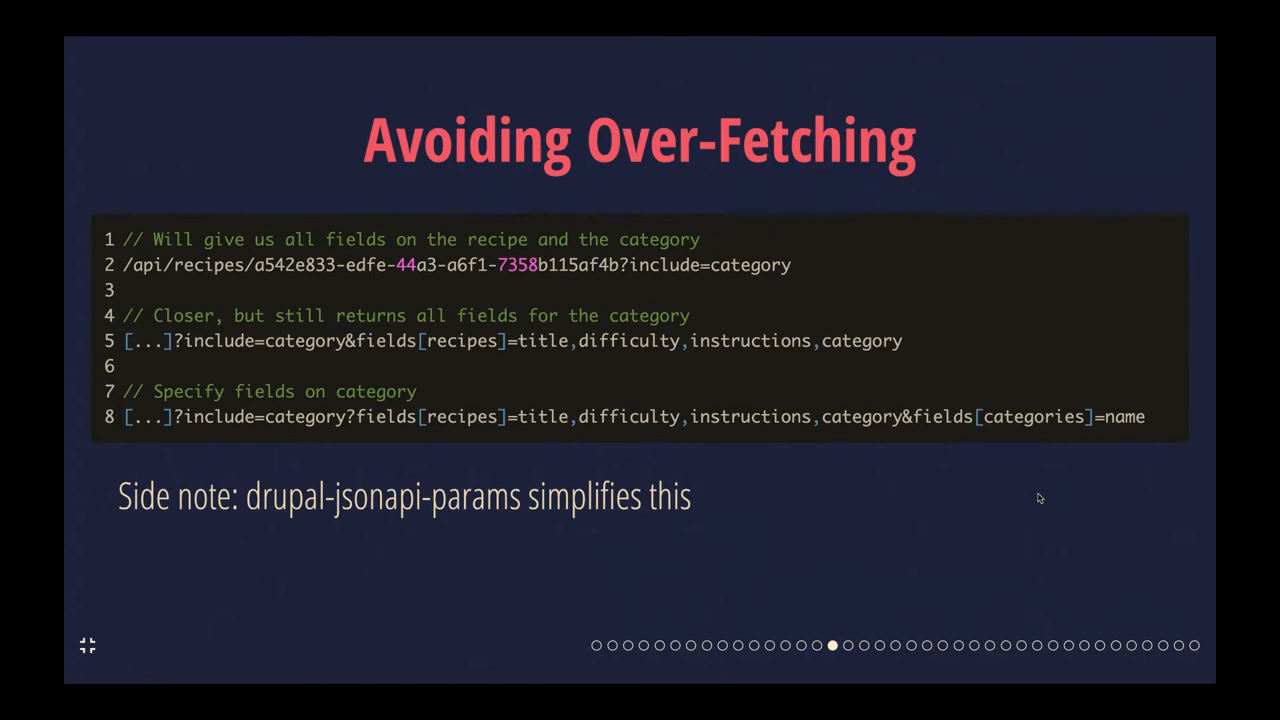 Avoiding Over-Fetching
1 // Will give us all fields on the recipe and the category
2 /api/recipes/a542e833-edfe-44a3-a6f1-7358b115af4b?include=category
3
4 // Closer, but still returns all fields for the category
5 [...]?include=category&fields[recipes]=title,difficulty,instructions,category
6
7 // Specify fields on category
8 [...]?include=category?fields[recipes]=title,difficulty,instructions,category&fields[categories]=name
Side note: drupal-jsonapi-params simplifies this